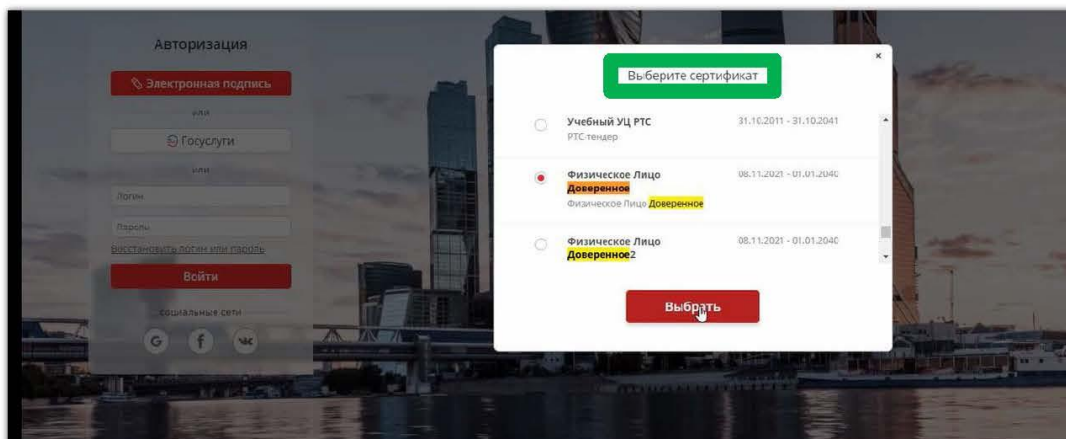 Авторизация
Электронная подпись
или
Госуслуги
или
Логин
Пароль
Восстановить логин или пароль
Войти
социальные сети
G f
Выберите сертификат
×
Учебный УЦ РТС 31.10.2011 - 31.10.2041
РТС-тендер
Физическое Лицо 08.11.2021 - 01.01.2040
Доверенное
Физическое Лицо Доверенное
Физическое Лицо 08.11.2021 - 01.01.2040
Доверенное2
Выбрать